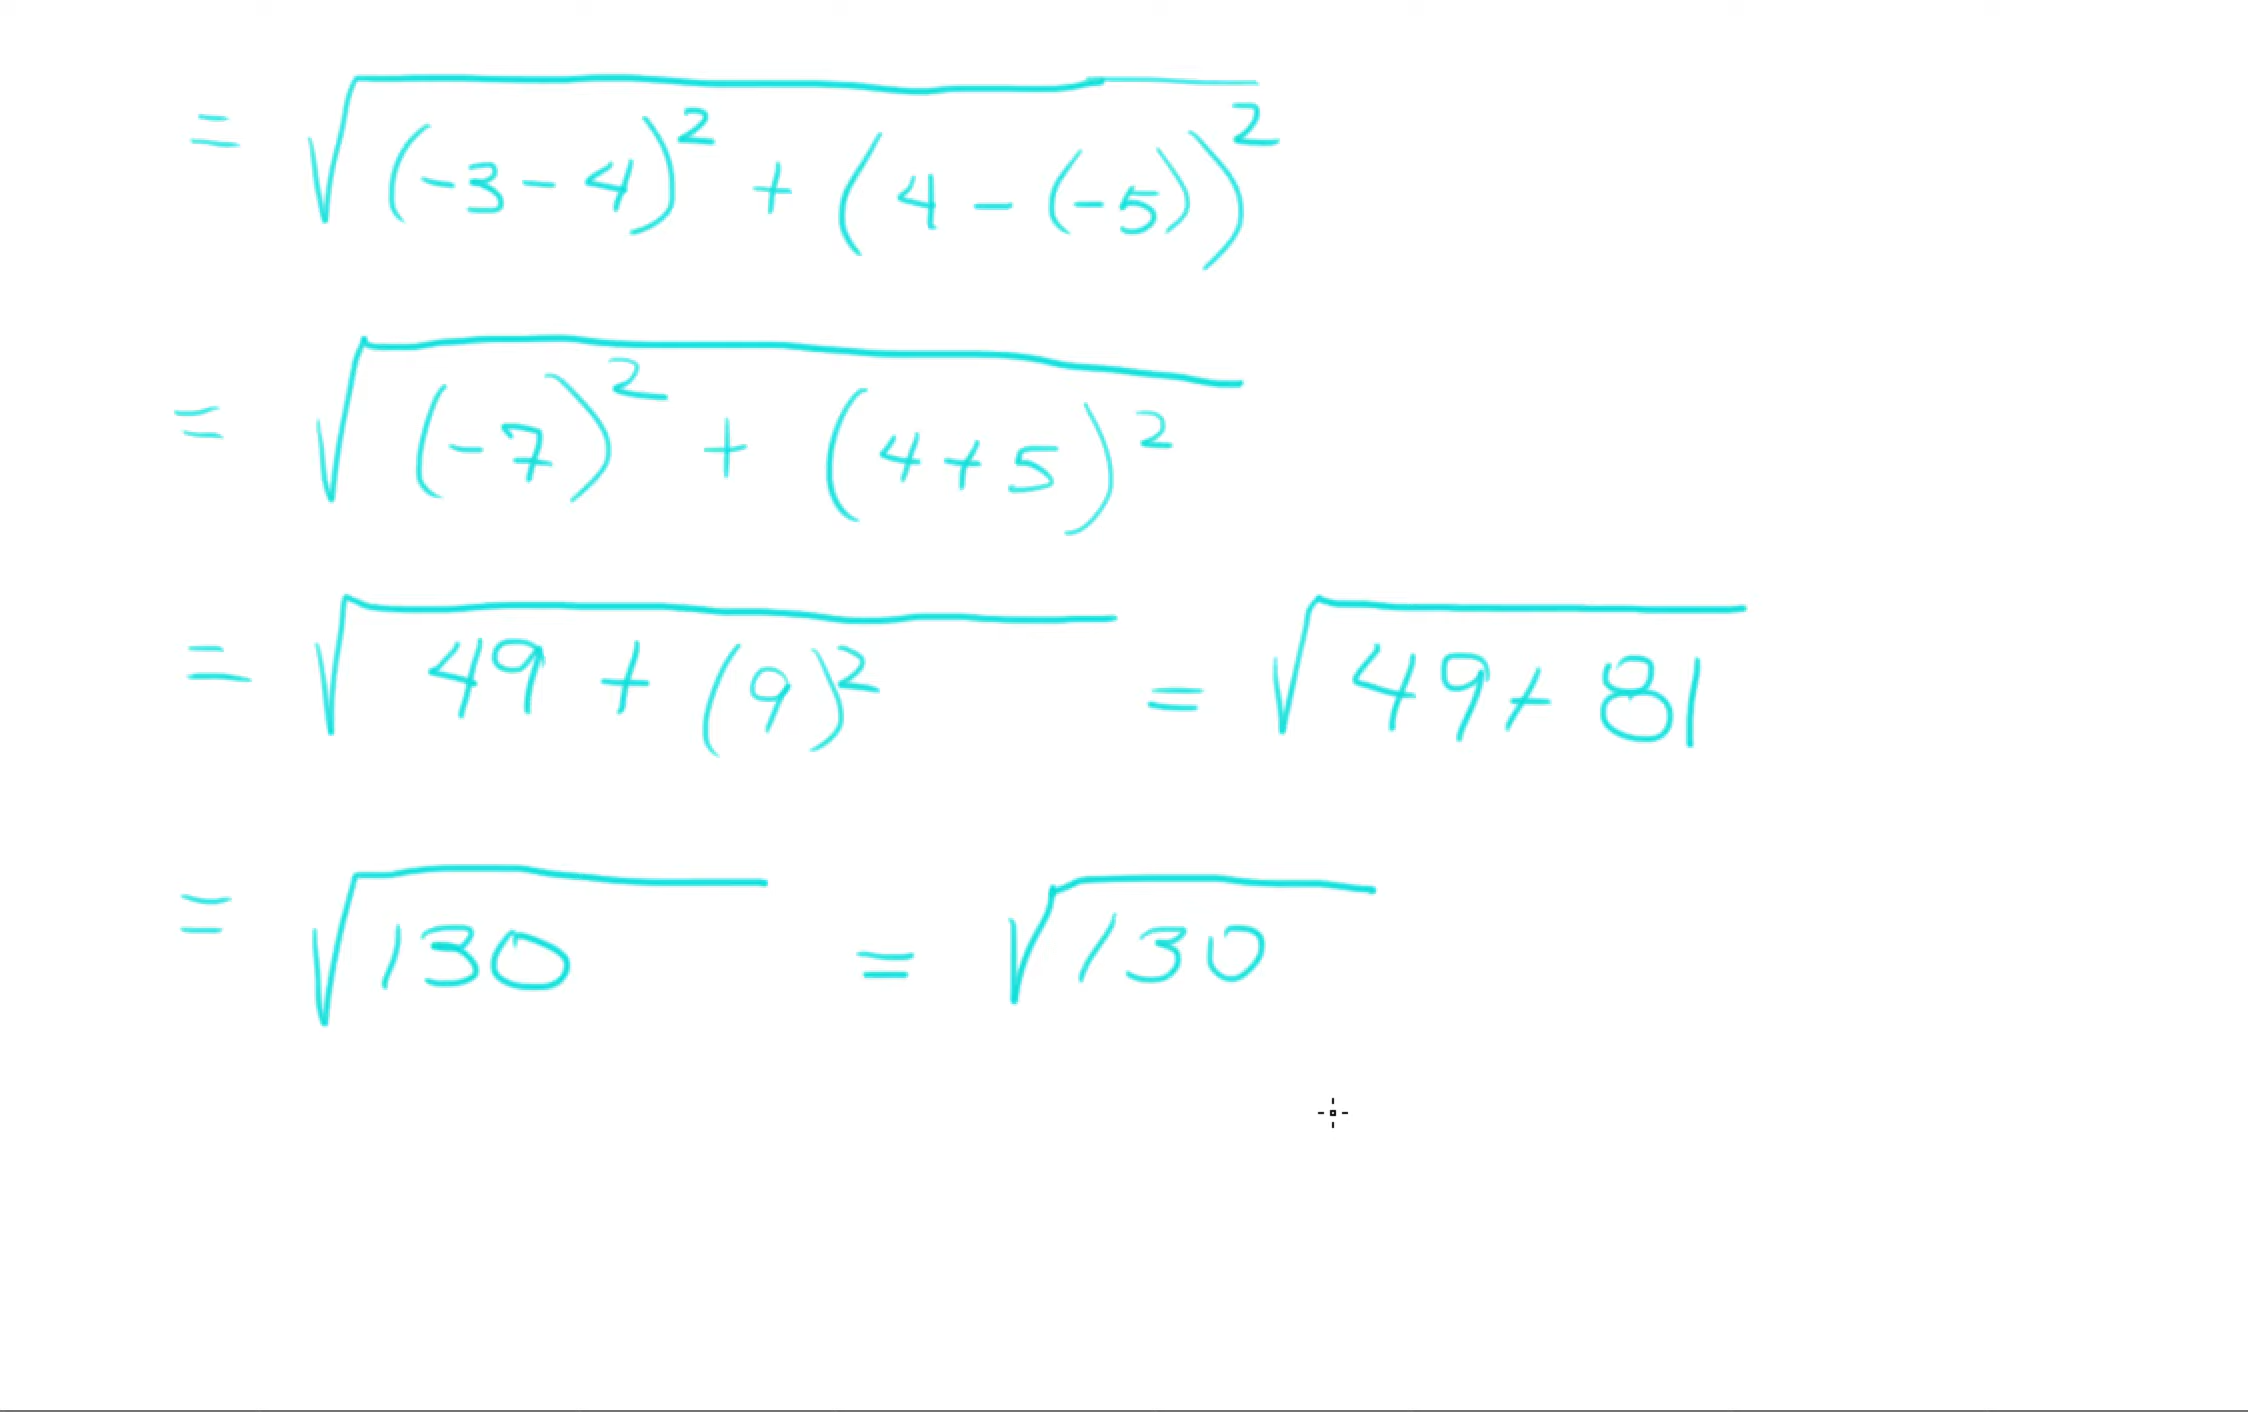 = √((-3-4)² + (4-(-5))²)
= √((-7)² + (4+5)²)
= √(49 + (9)²) = √(49+81)
= √130 = √130